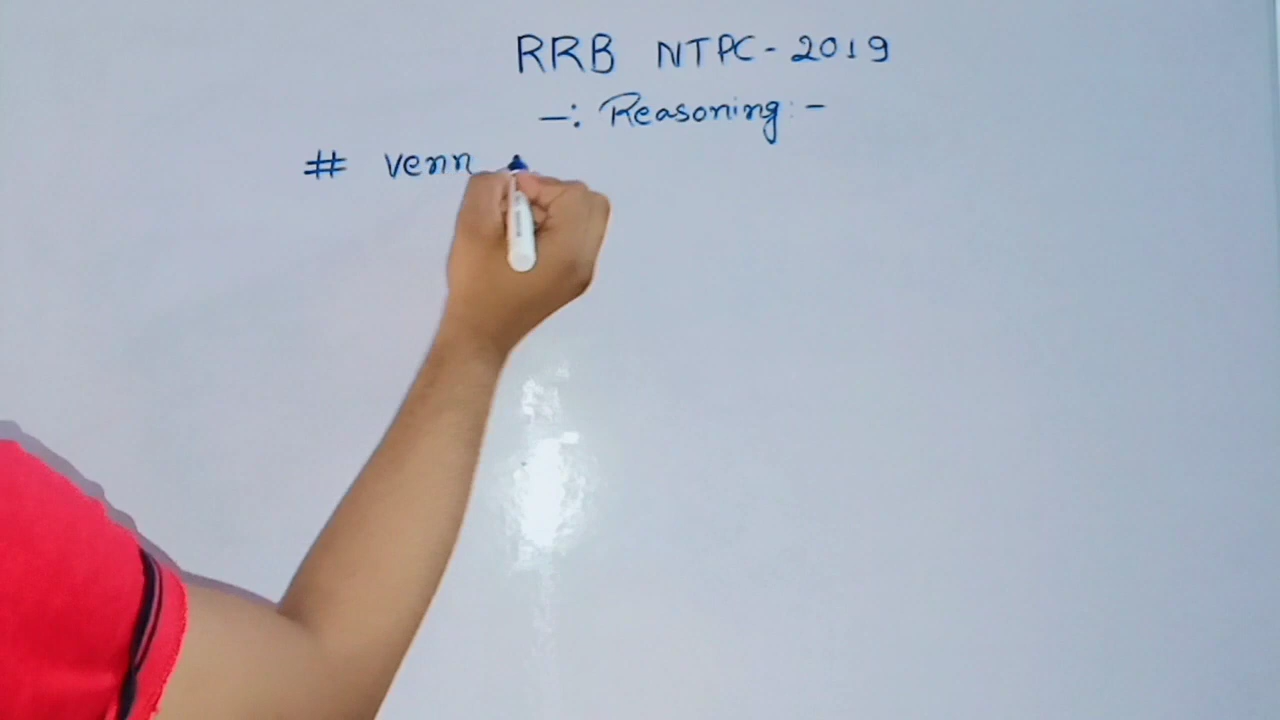 RRB NTPC - 2019
-: Reasoning :-
# venn